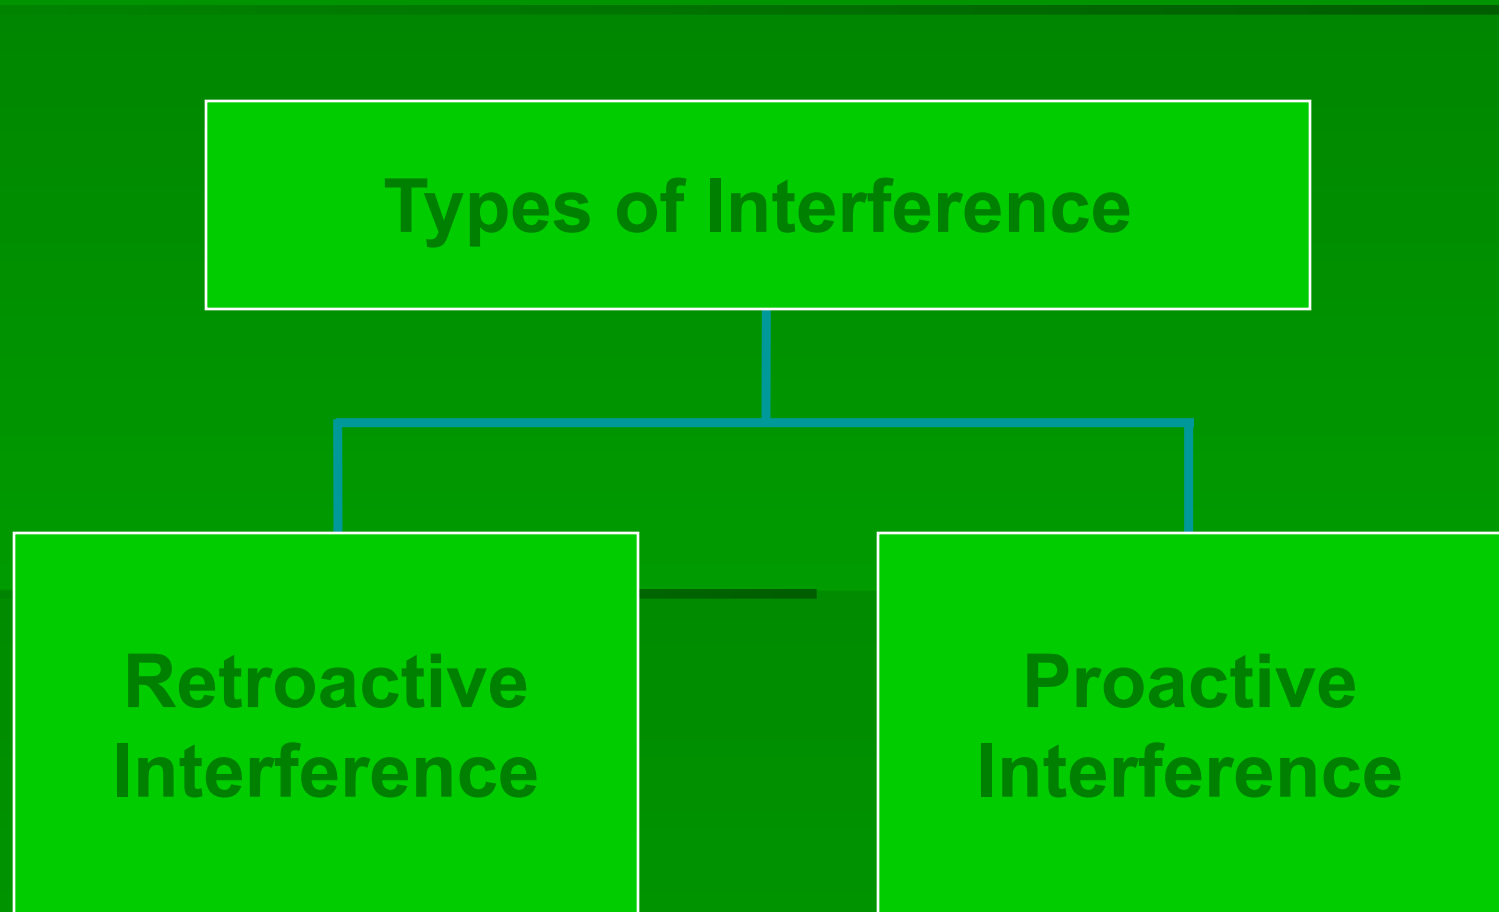 Types of Interference
Retroactive
Interference
Proactive
Interference